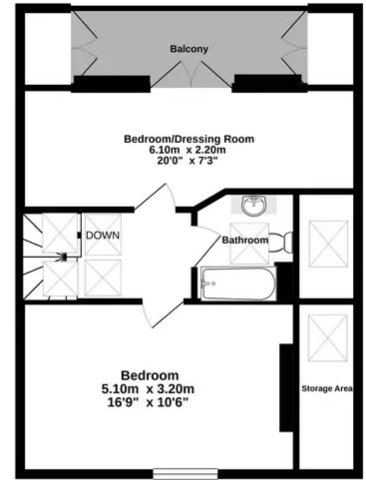 Balcony
Bedroom/Dressing Room
6.10m x 2.20m
20'0" x 7'3"
DOWN
Bathroom
Bedroom
5.10m x 3.20m
16'9" x 10'6"
Storage Area